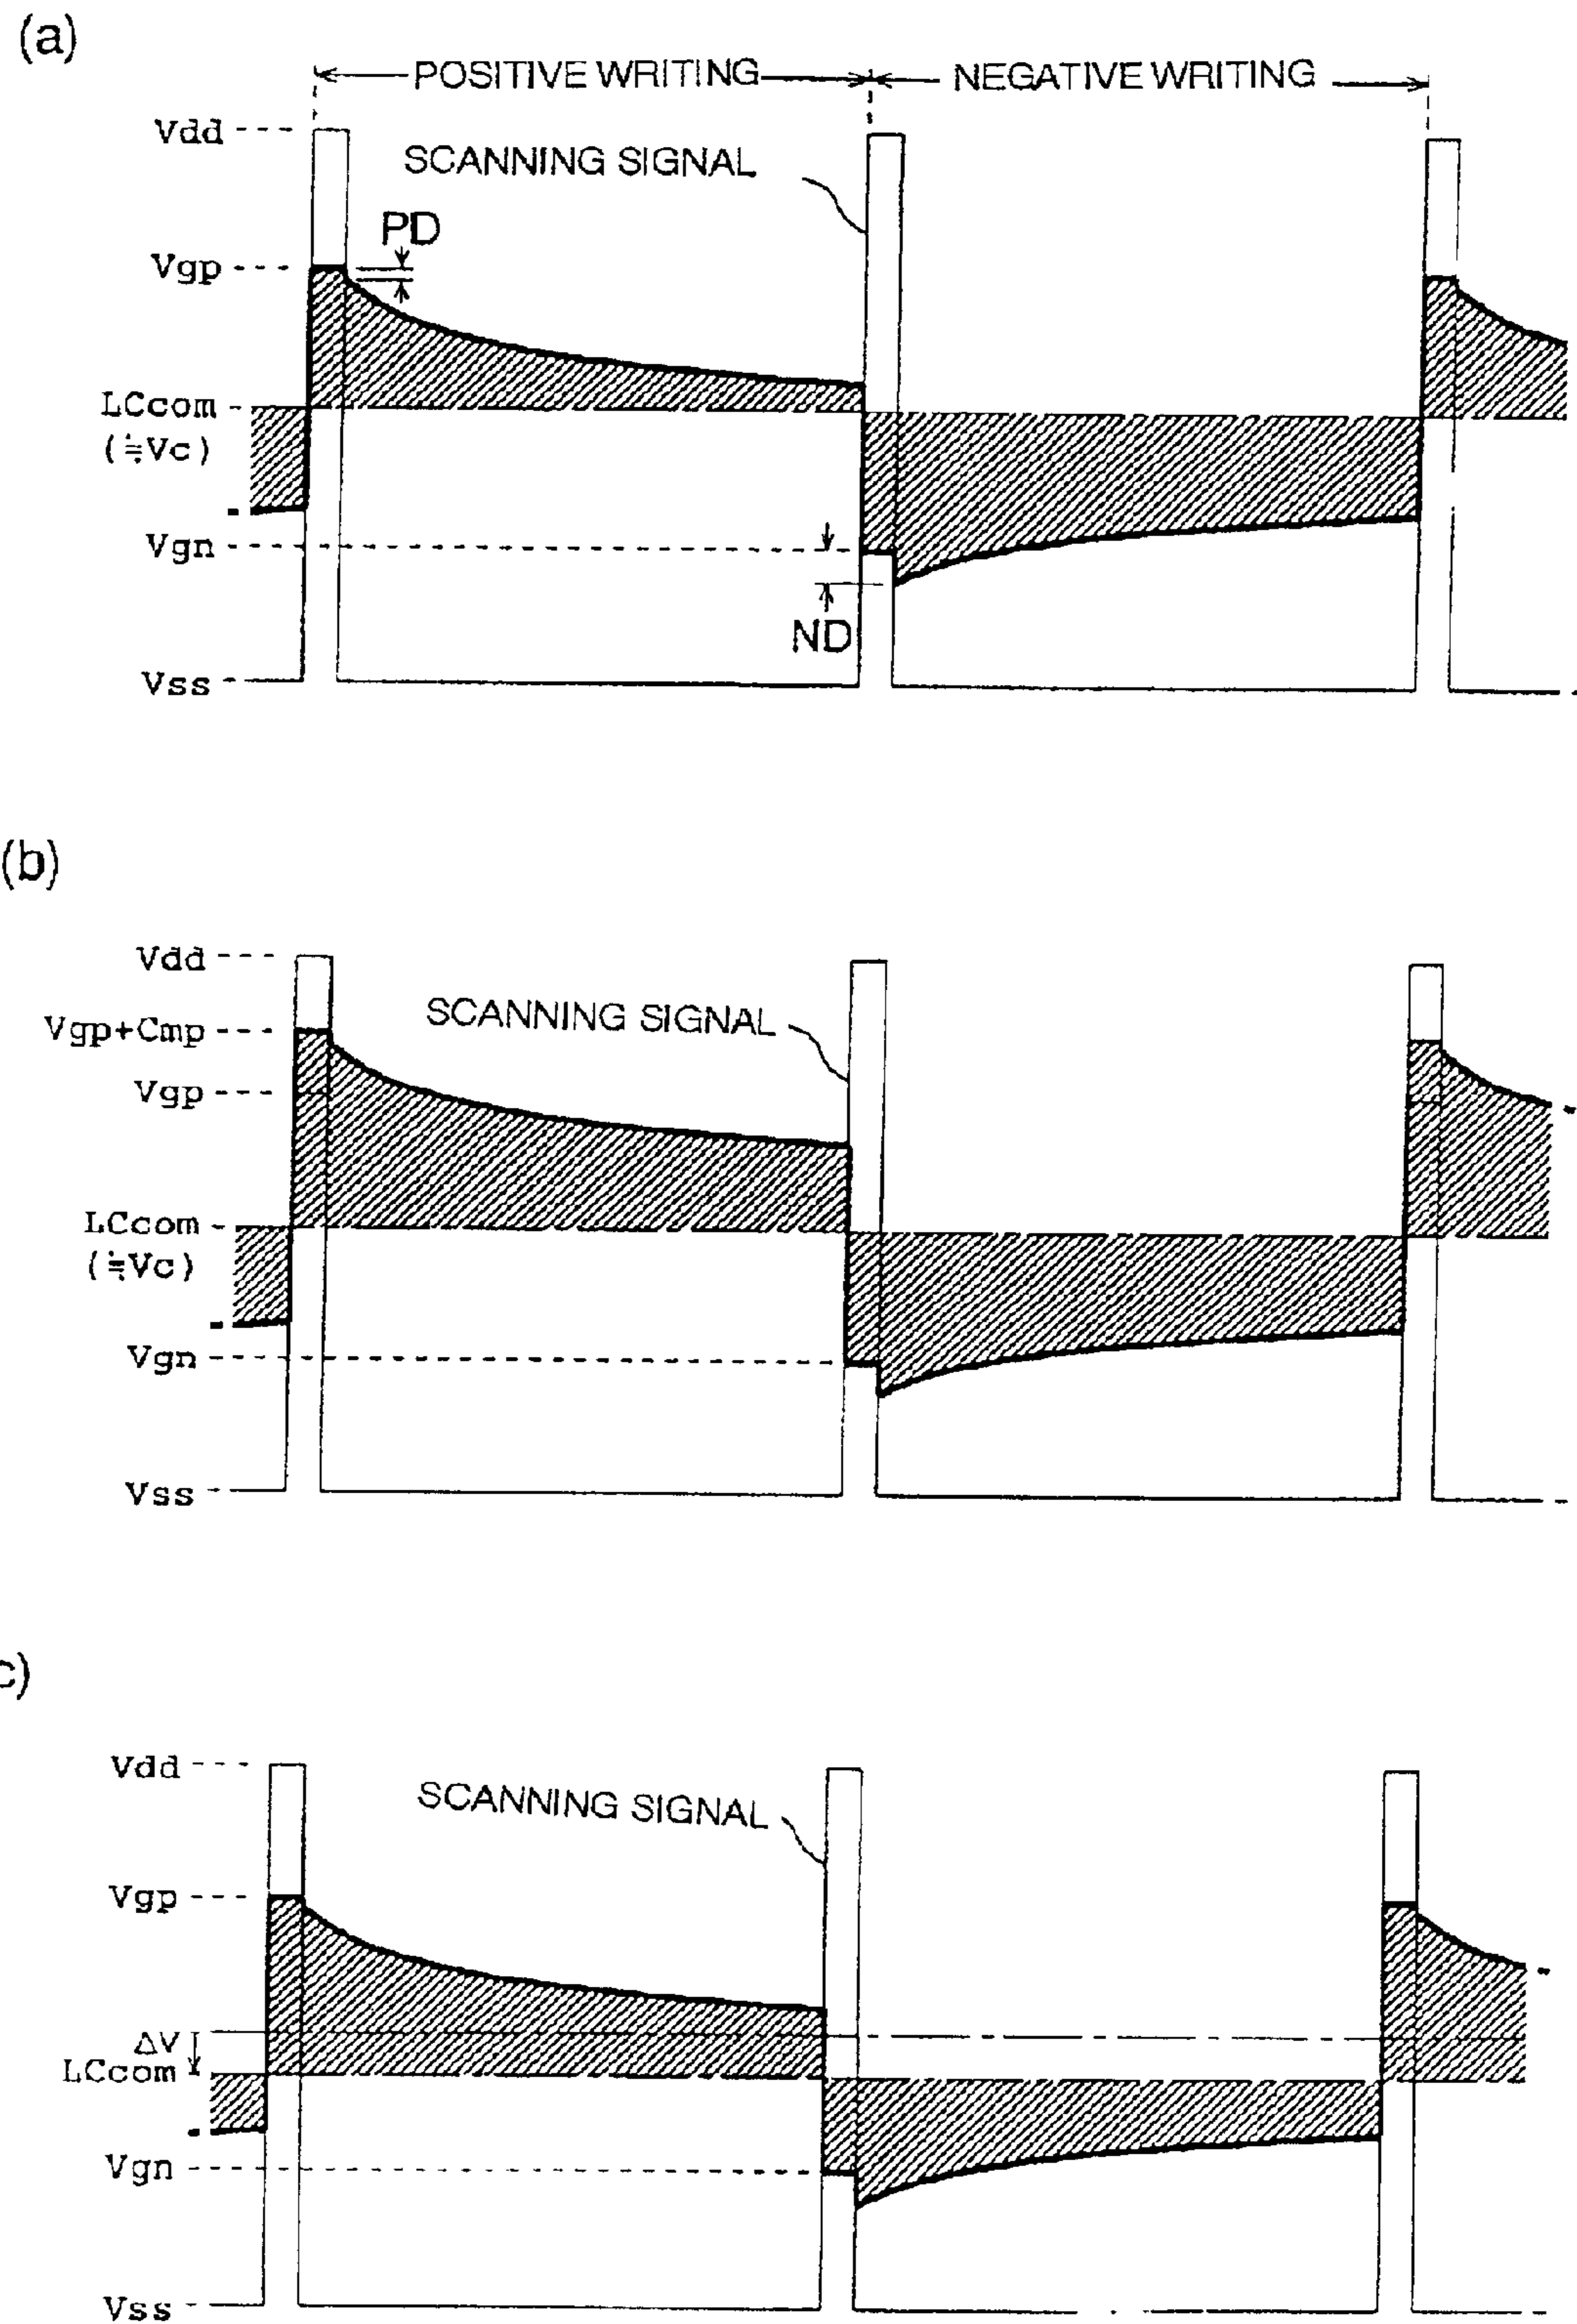 (a)
POSITIVE WRITING
NEGATIVE WRITING
Vdd
SCANNING SIGNAL
PD
Vgp
LCcom
(≒Vc)
Vgn
ND
Vss
(b)
Vdd
Vgp+Cmp
SCANNING SIGNAL
Vgp
LCcom
(≒Vc)
Vgn
Vss
c)
Vdd
SCANNING SIGNAL
Vgp
ΔV
LCcom
Vgn
Vss